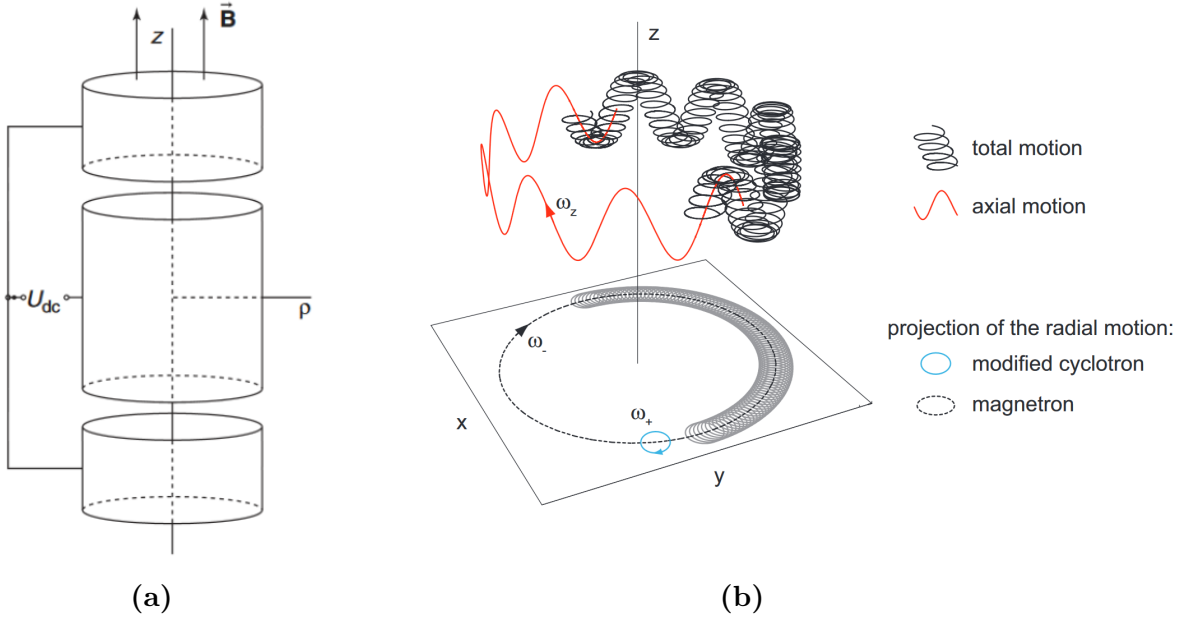 z
B⃗
U_dc
ρ
(a)
z
ω_z
ω_-
ω_+
x
y
total motion
axial motion
projection of the radial motion:
modified cyclotron
magnetron
(b)